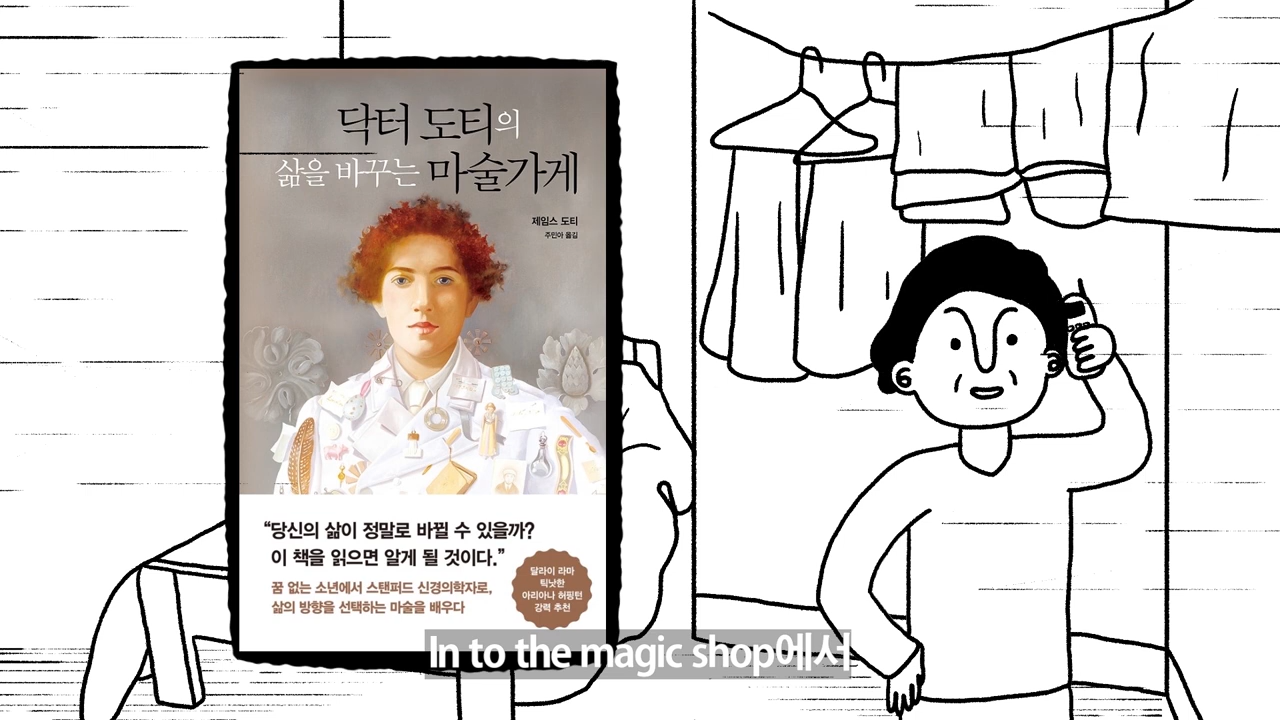 닥터 도티의
삶을 바꾸는 마술가게
제임스 도티
주민아 옮김
“당신의 삶이 정말로 바뀔 수 있을까?
이 책을 읽으면 알게 될 것이다.”
꿈 없는 소년에서 스탠퍼드 신경외학자로,
삶의 방향을 선택하는 마술을 배우다
달라이 라마
틱낫한
아리아나 허핑턴
강력 추천
In to the magic shop에서